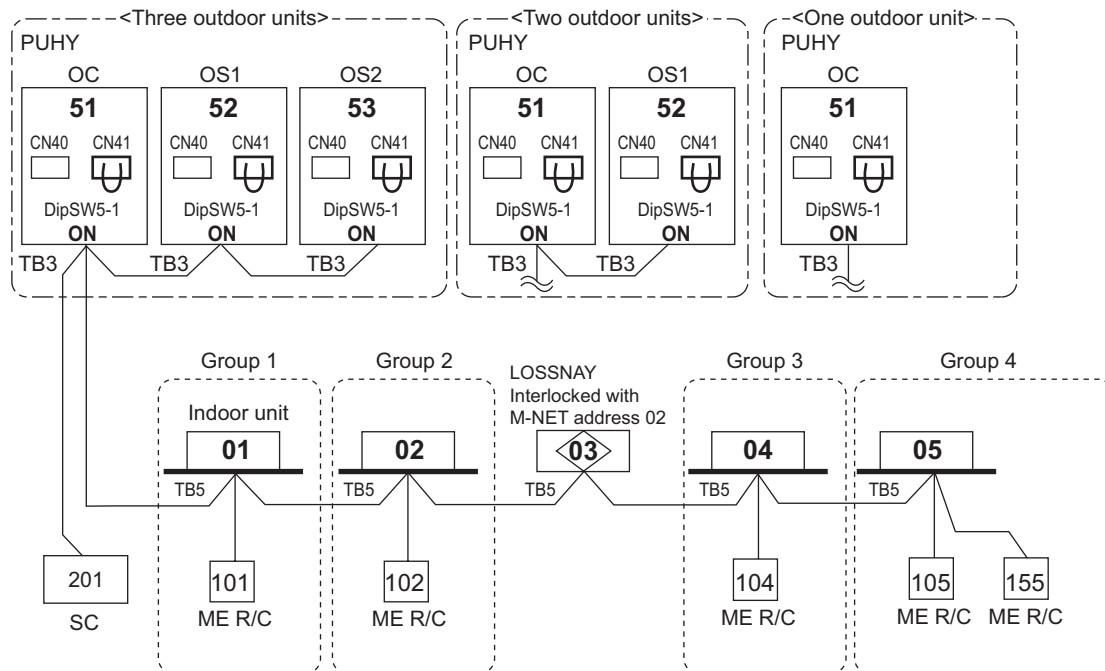 <Three outdoor units>
PUHY
OC
OS1
OS2
51
52
53
CN40
CN41
CN40
CN41
CN40
CN41
DipSW5-1
DipSW5-1
DipSW5-1
ON
ON
ON
TB3
TB3
TB3
<Two outdoor units>
PUHY
OC
OS1
51
52
CN40
CN41
CN40
CN41
DipSW5-1
DipSW5-1
ON
ON
TB3
TB3
<One outdoor unit>
PUHY
OC
51
CN40
CN41
DipSW5-1
ON
TB3
Group 1
Indoor unit
01
TB5
101
ME R/C
Group 2
02
TB5
102
ME R/C
LOSSNAY
Interlocked with
M-NET address 02
03
TB5
Group 3
04
TB5
104
ME R/C
Group 4
05
TB5
105
155
ME R/C
ME R/C
201
SC